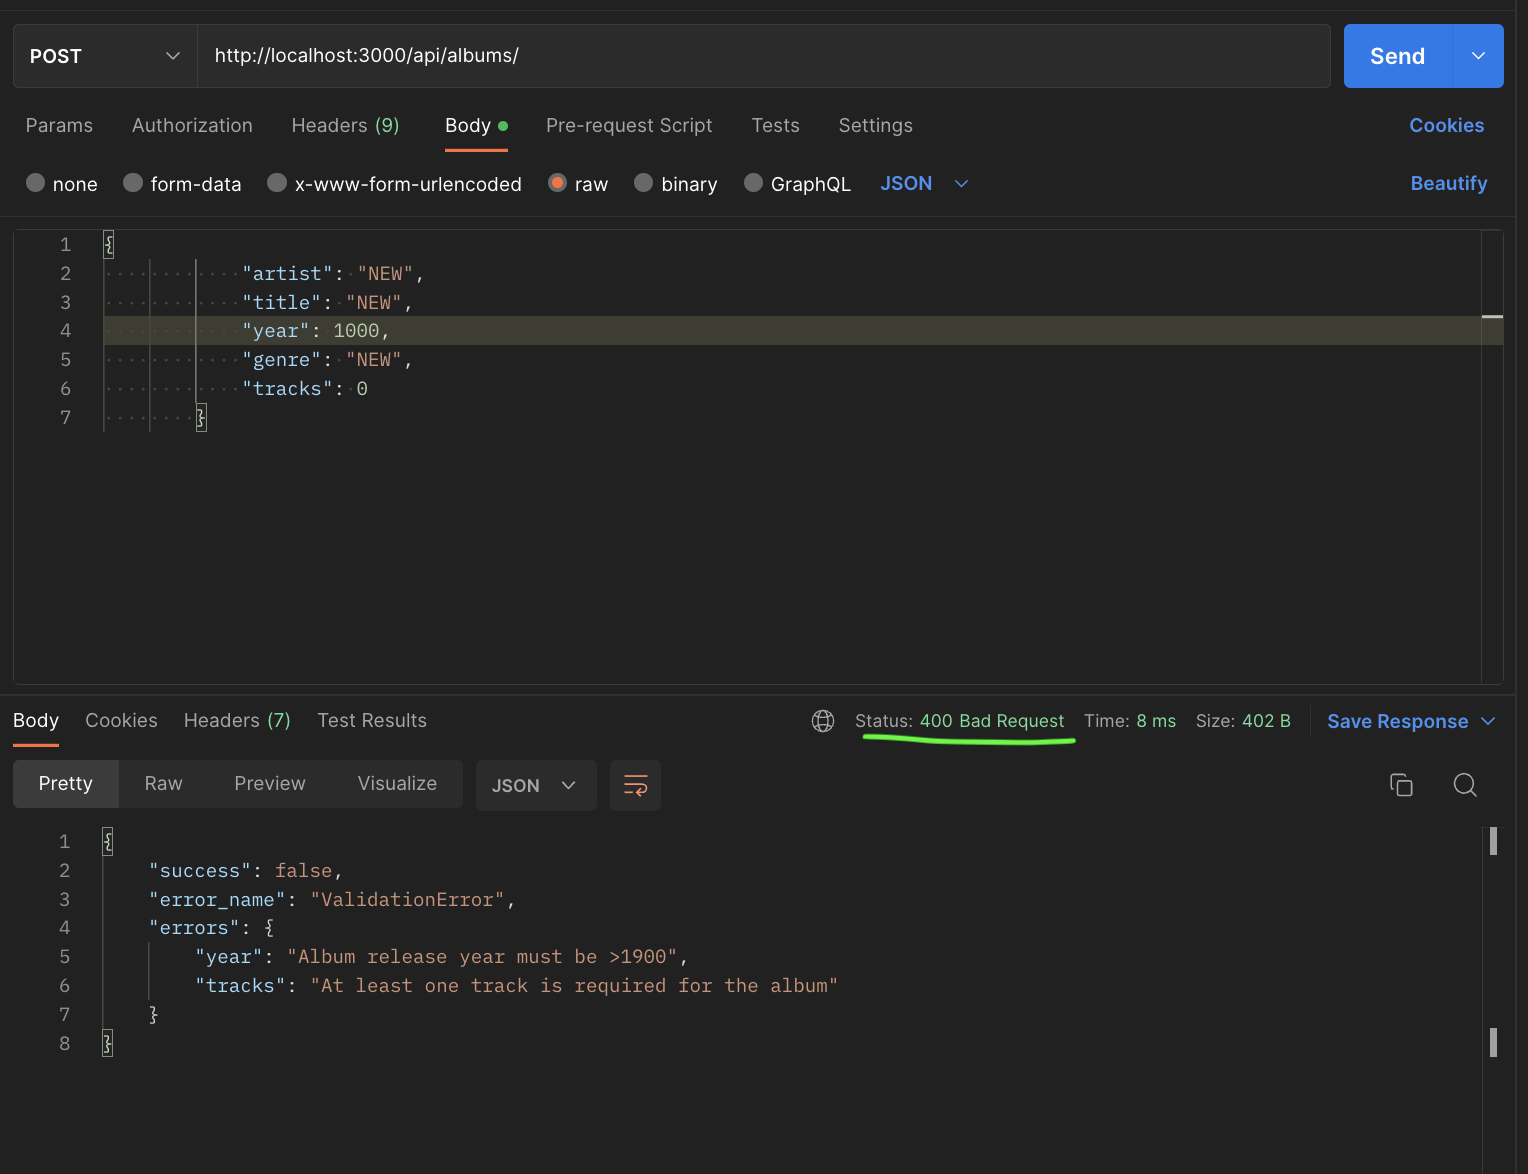 POST http://localhost:3000/api/albums/ Send
Params Authorization Headers (9) Body Pre-request Script Tests Settings Cookies
none form-data x-www-form-urlencoded raw binary GraphQL JSON Beautify
1 {
2 "artist": "NEW",
3 "title": "NEW",
4 "year": 1000,
5 "genre": "NEW",
6 "tracks": 0
7 }
Body Cookies Headers (7) Test Results Status: 400 Bad Request Time: 8 ms Size: 402 B Save Response
Pretty Raw Preview Visualize JSON
1 {
2 "success": false,
3 "error_name": "ValidationError",
4 "errors": {
5 "year": "Album release year must be >1900",
6 "tracks": "At least one track is required for the album"
7 }
8 }